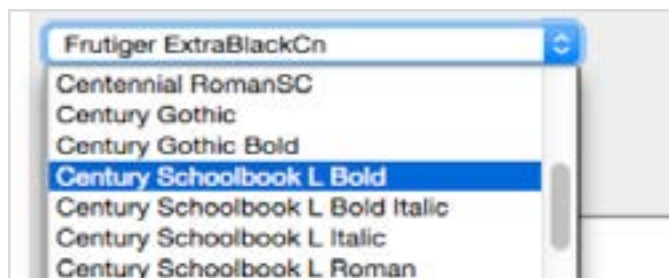 Frutiger ExtraBlackCn
Centennial RomanSC
Century Gothic
Century Gothic Bold
Century Schoolbook L Bold
Century Schoolbook L Bold Italic
Century Schoolbook L Italic
Century Schoolbook L Roman